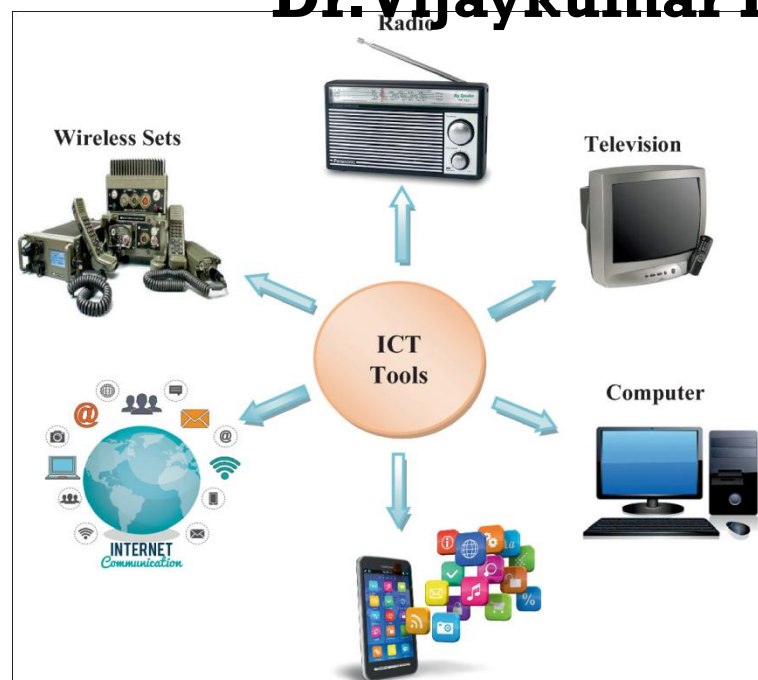 Dr.Vijaykumar
Radio
Wireless Sets
Television
ICT
Tools
Computer
INTERNET
Communication